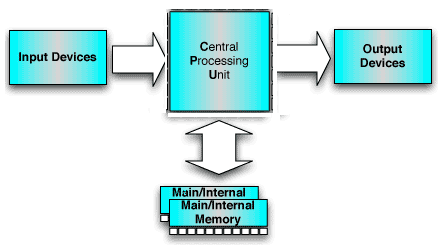 Input Devices
Central
Processing
Unit
Output
Devices
Main/Internal
Main/Internal
Memory